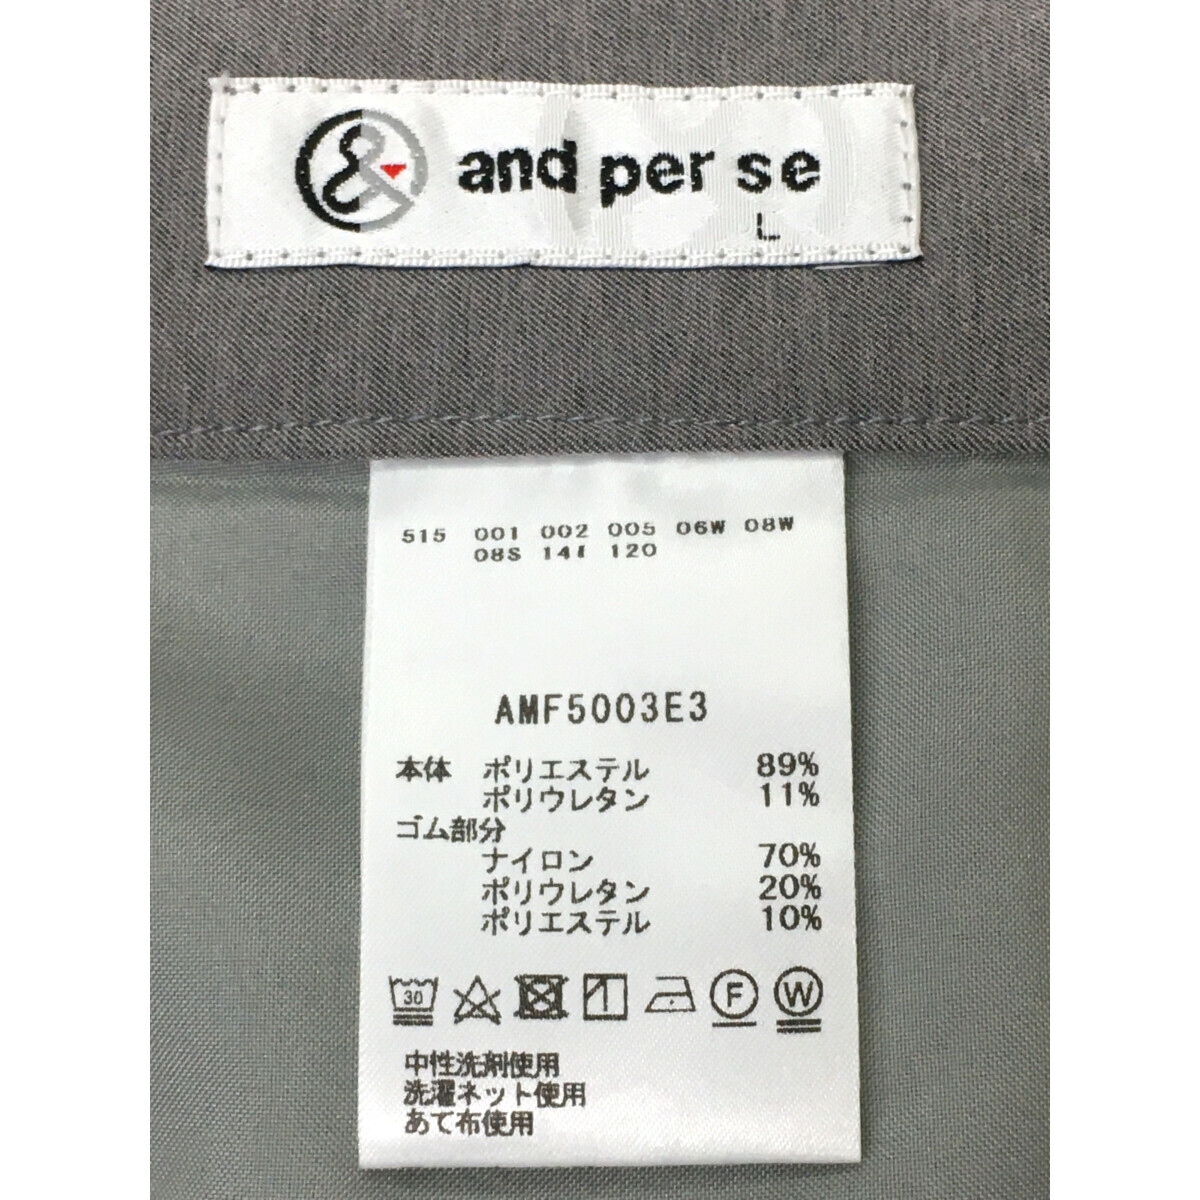 & and per se
L
515 001 002 005 06W 08W
08S 141 120
AMF5003E3
本体 ポリエステル 89%
ポリウレタン 11%
ゴム部分
ナイロン 70%
ポリウレタン 20%
ポリエステル 10%
30 F W
中性洗剤使用
洗濯ネット使用
あて布使用